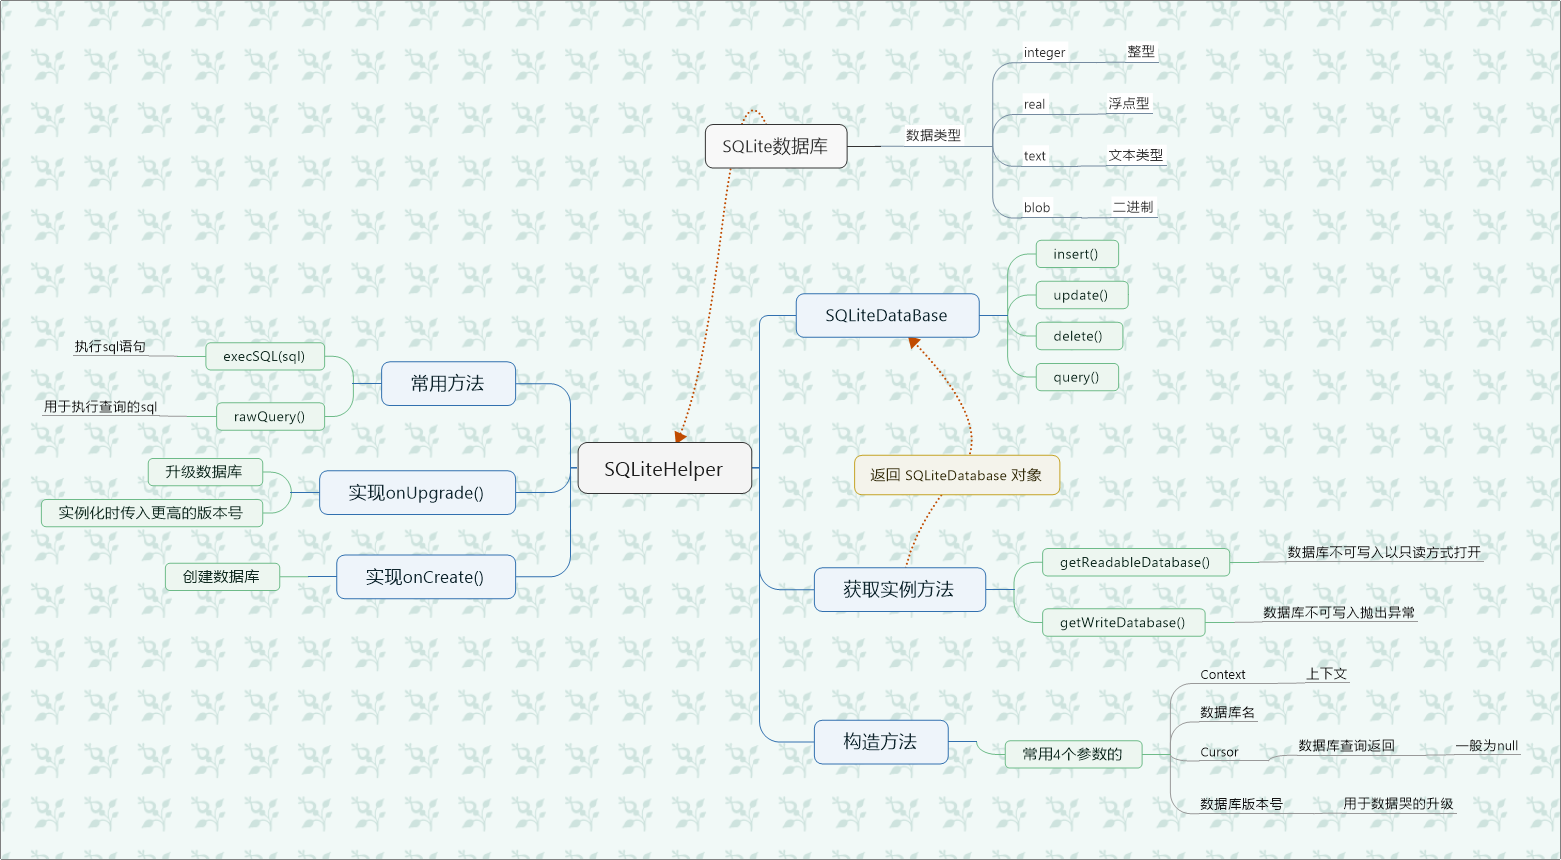 SQLite数据库
数据类型
integer
整型
real
浮点型
text
文本类型
blob
二进制
SQLiteHelper
SQLiteDataBase
insert()
update()
delete()
query()
返回 SQLiteDatabase 对象
获取实例方法
getReadableDatabase()
数据库不可写入以只读方式打开
getWriteDatabase()
数据库不可写入抛出异常
构造方法
常用4个参数的
Context
上下文
数据库名
Cursor
数据库查询返回
一般为null
数据库版本号
用于数据哭的升级
常用方法
execSQL(sql)
执行sql语句
rawQuery()
用于执行查询的sql
实现onUpgrade()
升级数据库
实例化时传入更高的版本号
实现onCreate()
创建数据库